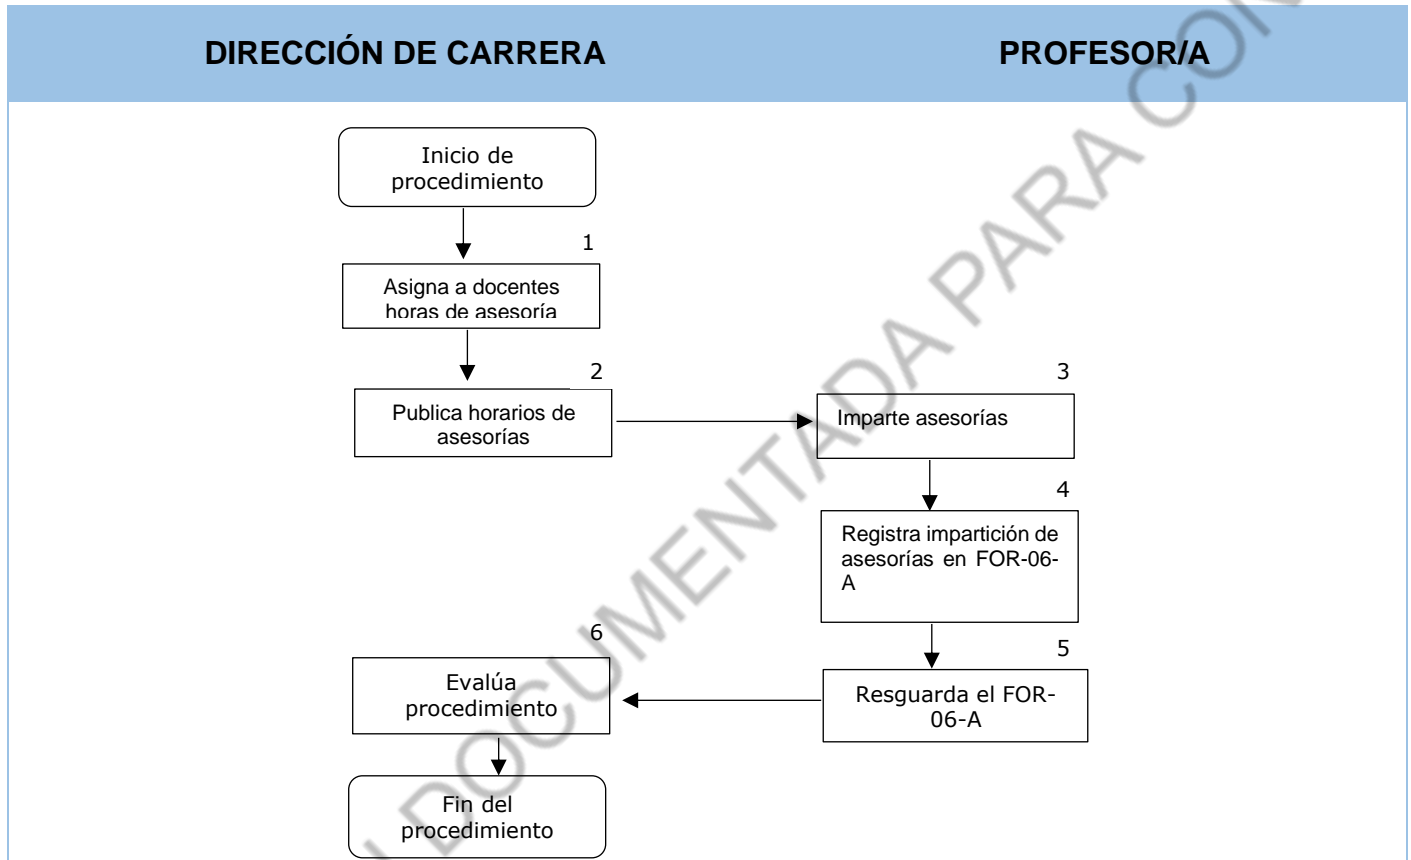 DIRECCIÓN DE CARRERA
PROFESOR/A
Inicio de
procedimiento
1
Asigna a docentes
horas de asesoría
2
Publica horarios de
asesorías
3
Imparte asesorías
4
Registra impartición de
asesorías en FOR-06-
A
5
Resguarda el FOR-
06-A
6
Evalúa
procedimiento
Fin del
procedimiento
DOCUMENTADA PARA